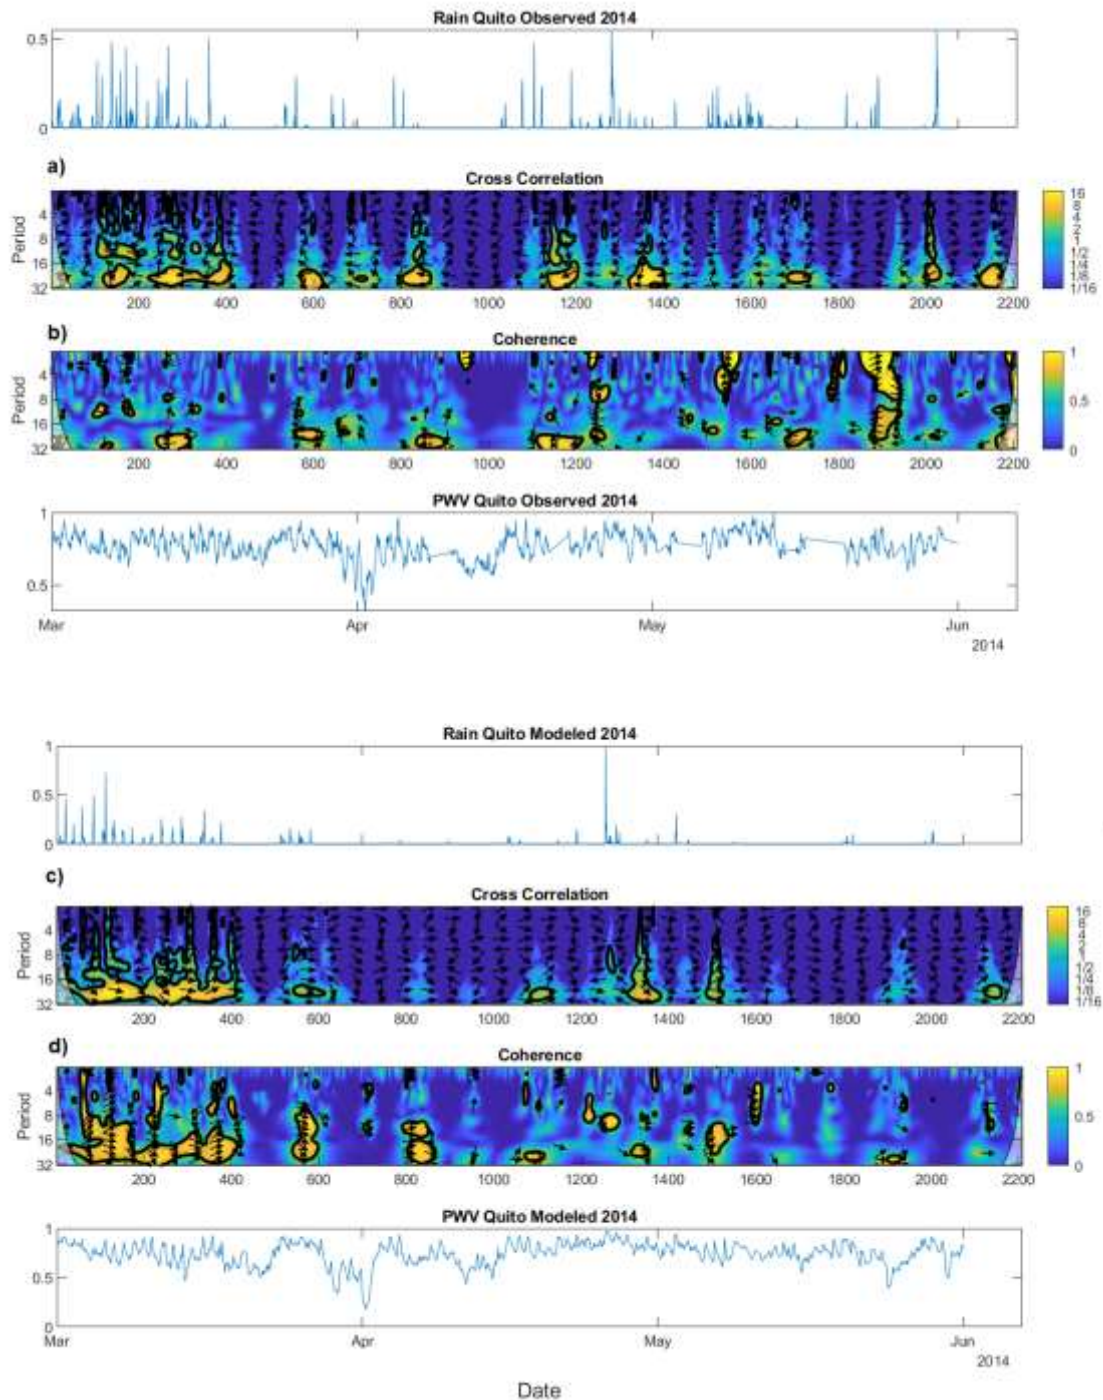 Rain Quito Observed 2014
0.5
0
a)
Cross Correlation
Period
4
8
16
32
200 400 600 800 1000 1200 1400 1600 1800 2000 2200
16
8
4
2
1
1/2
1/4
1/8
1/16
b)
Coherence
Period
4
8
16
32
200 400 600 800 1000 1200 1400 1600 1800 2000 2200
1
0.5
0
PWV Quito Observed 2014
1
0.5
Mar Apr May Jun
2014
Rain Quito Modeled 2014
1
0.5
0
c)
Cross Correlation
Period
4
8
16
32
200 400 600 800 1000 1200 1400 1600 1800 2000 2200
16
8
4
2
1
1/2
1/4
1/8
1/16
d)
Coherence
Period
4
8
16
32
200 400 600 800 1000 1200 1400 1600 1800 2000 2200
1
0.5
0
PWV Quito Modeled 2014
1
0.5
0
Mar Apr May Jun
2014
Date